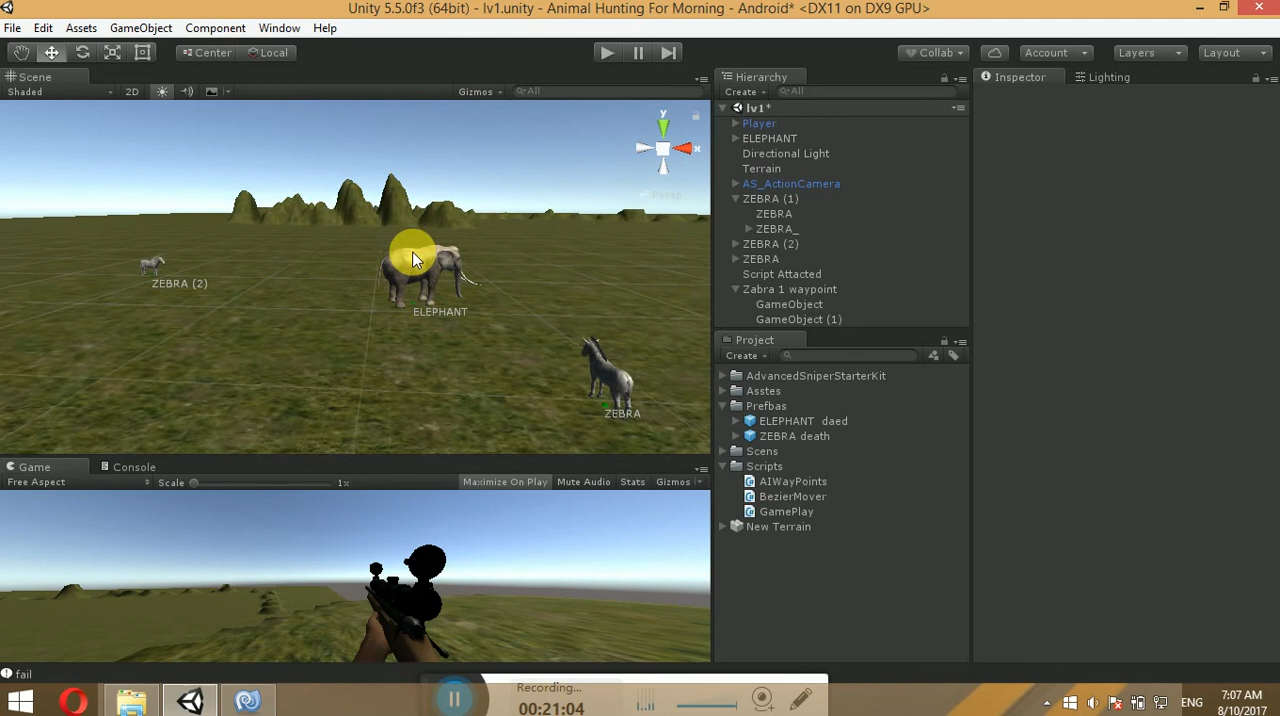 Unity 5.5.0f3 (64bit) - lv1.unity - Animal Hunting For Morning - Android* <DX11 on DX9 GPU>
File Edit Assets GameObject Component Window Help
Center Local Collab Account Layers Layout
Scene
Shaded 2D Gizmos All
y
x
Persp
ZEBRA (2)
ELEPHANT
ZEBRA
Hierarchy
Create All
lv1*
Player
ELEPHANT
Directional Light
Terrain
AS_ActionCamera
ZEBRA (1)
ZEBRA
ZEBRA_
ZEBRA (2)
ZEBRA
Script Attacted
Zabra 1 waypoint
GameObject
GameObject (1)
Project
Create
AdvancedSniperStarterKit
Asstes
Prefbas
ELEPHANT daed
ZEBRA death
Scens
Scripts
AIWayPoints
BezierMover
GamePlay
New Terrain
Inspector Lighting
Game Console
Free Aspect Scale 1x Maximize On Play Mute Audio Stats Gizmos
fail
Recording...
00:21:04
ENG
7:07 AM
8/10/2017